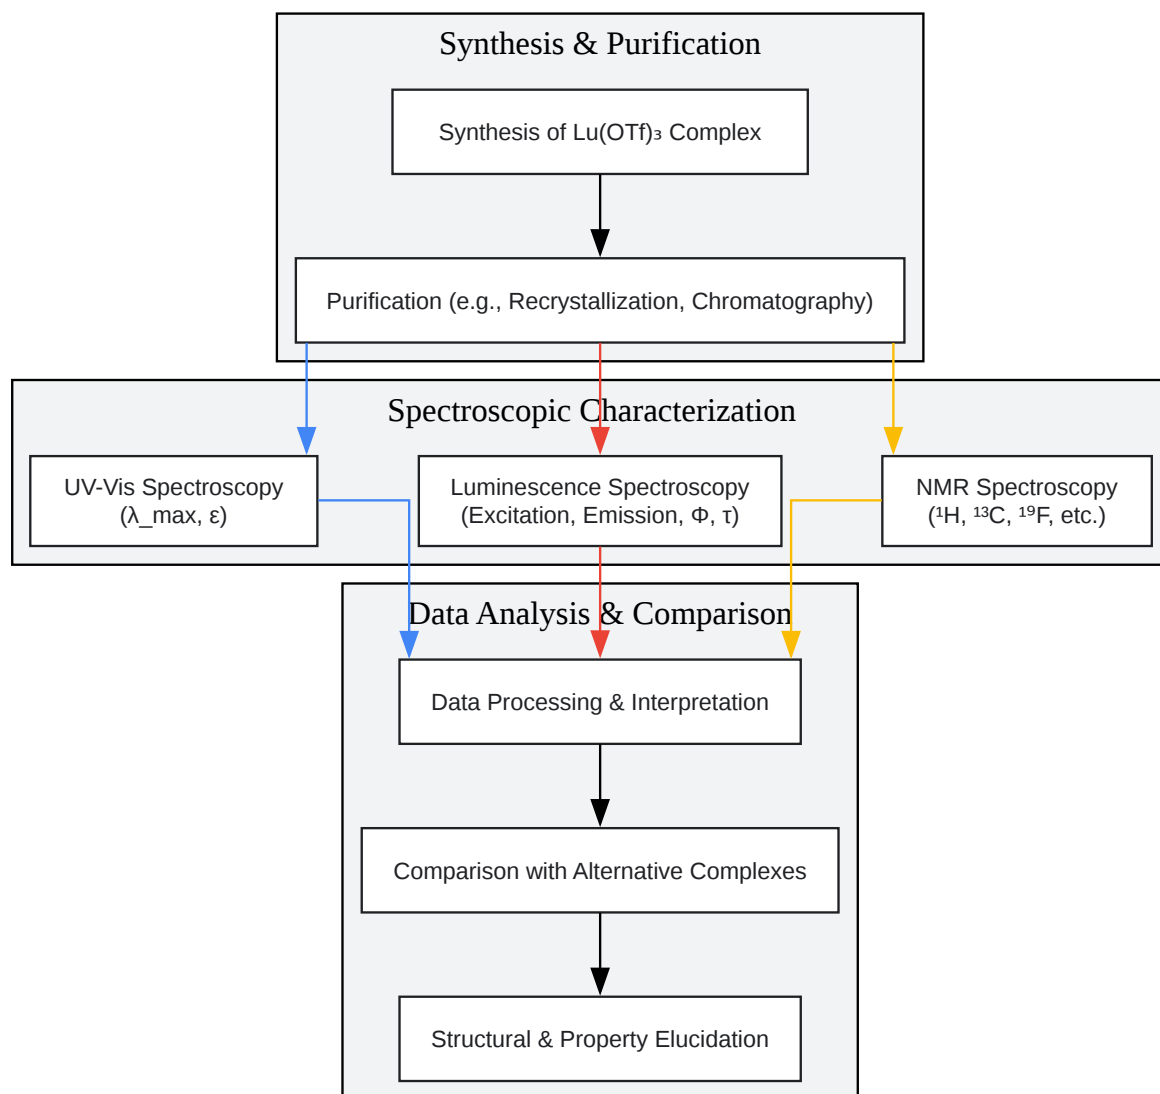 Synthesis & Purification
Synthesis of Lu(OTf)₃ Complex
Purification (e.g., Recrystallization, Chromatography)
Spectroscopic Characterization
UV-Vis Spectroscopy
(λ_max, ε)
Luminescence Spectroscopy
(Excitation, Emission, Φ, τ)
NMR Spectroscopy
(¹H, ¹³C, ¹⁹F, etc.)
Data Analysis & Comparison
Data Processing & Interpretation
Comparison with Alternative Complexes
Structural & Property Elucidation